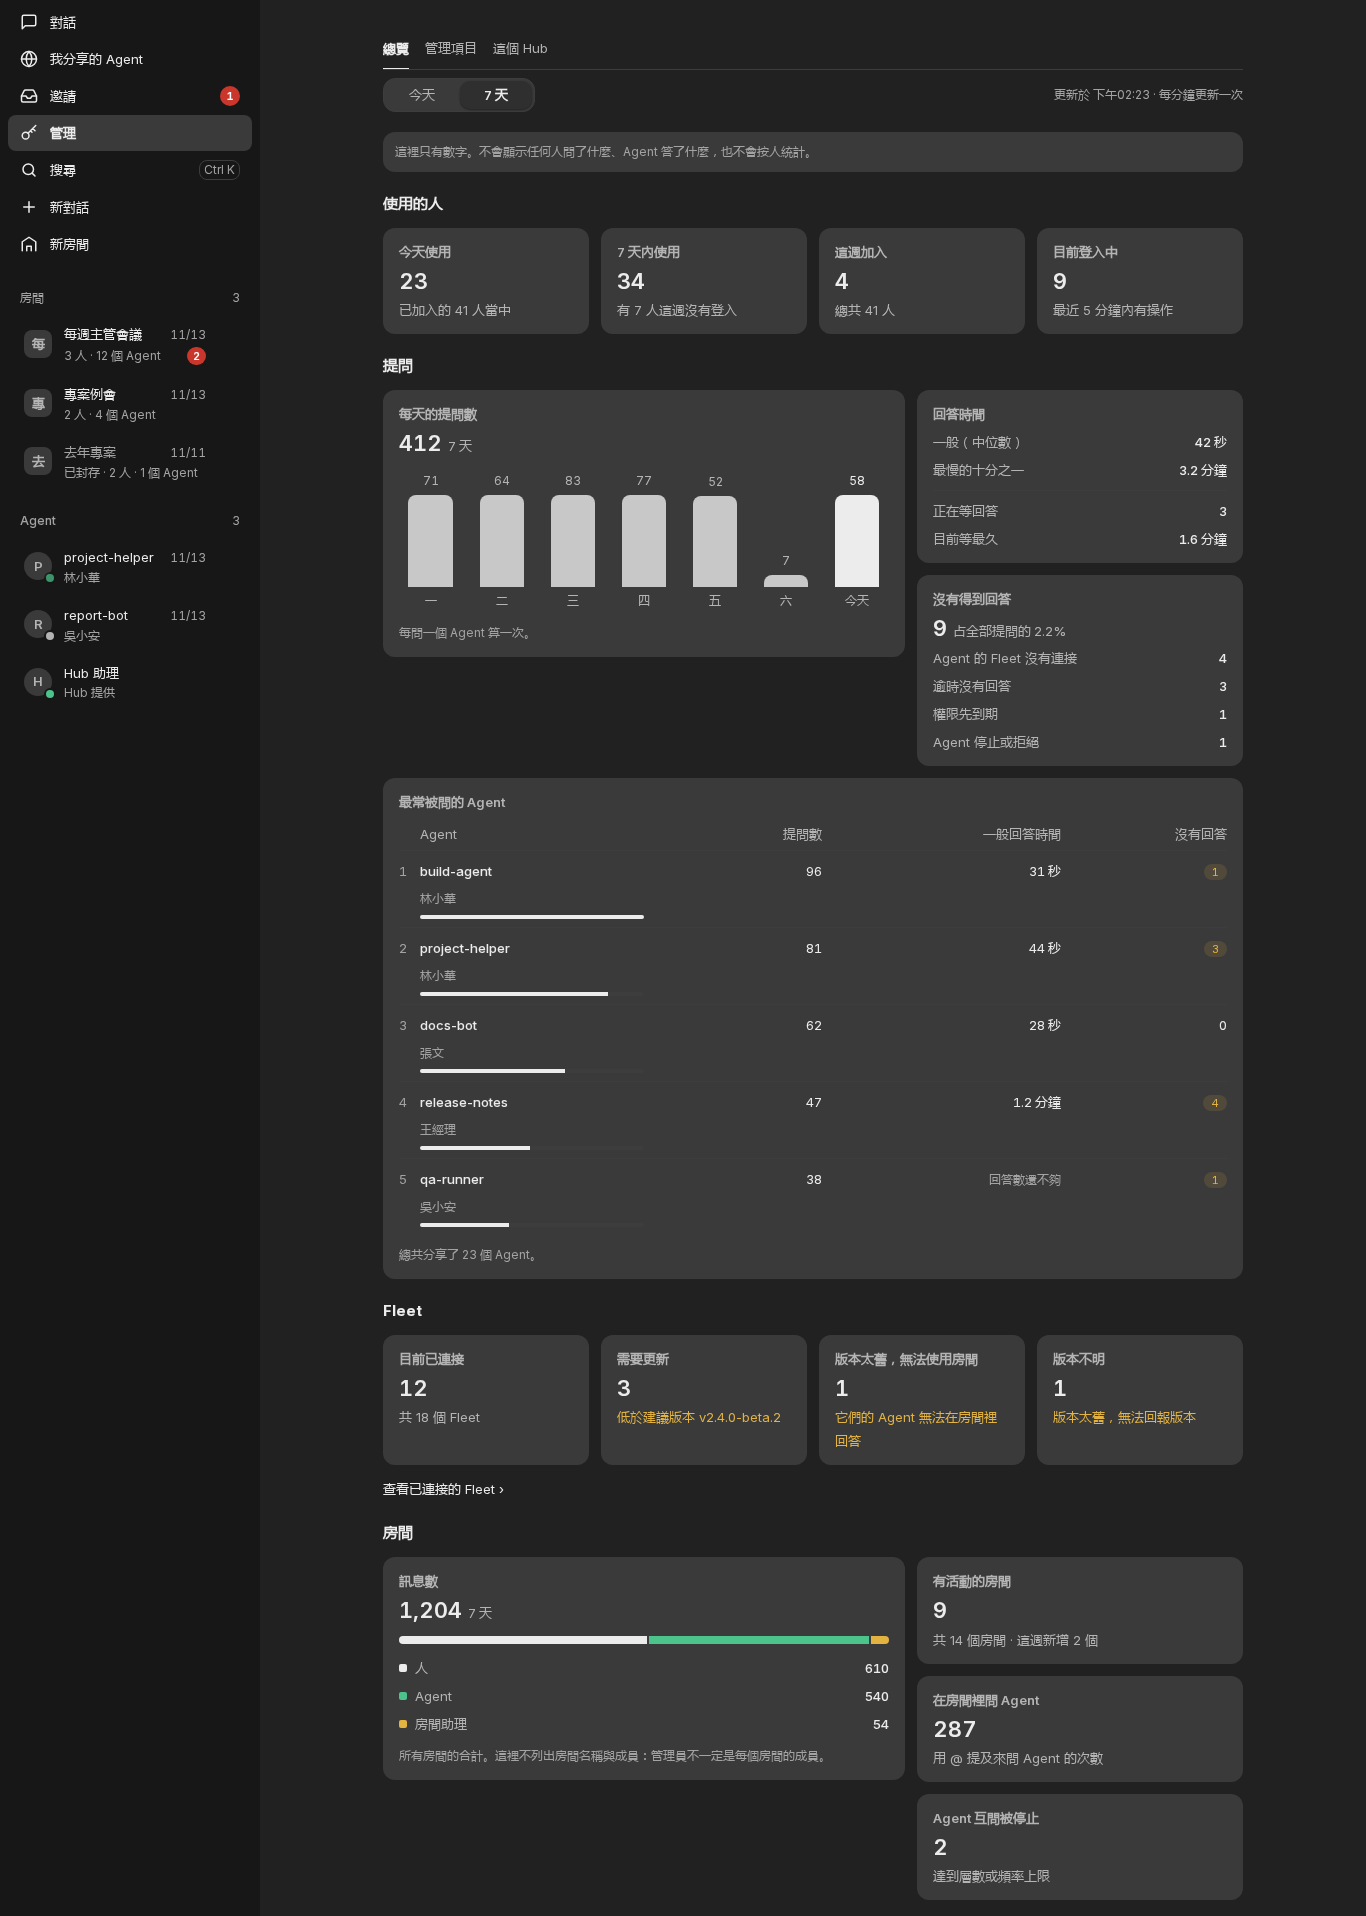 對話
我分享的 Agent
邀請 1
管理
搜尋 Ctrl K
新對話
新房間
房間 3
每 每週主管會議 11/13
3 人 · 12 個 Agent 2
專 專案例會 11/13
2 人 · 4 個 Agent
去 去年專案 11/11
已封存 · 2 人 · 1 個 Agent
Agent 3
P project-helper 11/13
林小華
R report-bot 11/13
吳小安
H Hub 助理
Hub 提供
總覽 管理項目 這個 Hub
今天 7 天 更新於 下午02:23 · 每分鐘更新一次
這裡只有數字。不會顯示任何人問了什麼、Agent 答了什麼，也不會按人統計。
使用的人
今天使用
23
已加入的 41 人當中
7 天內使用
34
有 7 人這週沒有登入
這週加入
4
總共 41 人
目前登入中
9
最近 5 分鐘內有操作
提問
每天的提問數
412 7 天
71 64 83 77 52 7 58
一 二 三 四 五 六 今天
每問一個 Agent 算一次。
回答時間
一般（中位數） 42 秒
最慢的十分之一 3.2 分鐘
正在等回答 3
目前等最久 1.6 分鐘
沒有得到回答
9 占全部提問的 2.2%
Agent 的 Fleet 沒有連接 4
逾時沒有回答 3
權限先到期 1
Agent 停止或拒絕 1
最常被問的 Agent
Agent 提問數 一般回答時間 沒有回答
1 build-agent 96 31 秒 1
林小華
2 project-helper 81 44 秒 3
林小華
3 docs-bot 62 28 秒 0
張文
4 release-notes 47 1.2 分鐘 4
王經理
5 qa-runner 38 回答數還不夠 1
吳小安
總共分享了 23 個 Agent。
Fleet
目前已連接
12
共 18 個 Fleet
需要更新
3
低於建議版本 v2.4.0-beta.2
版本太舊，無法使用房間
1
它們的 Agent 無法在房間裡
回答
版本不明
1
版本太舊，無法回報版本
查看已連接的 Fleet ›
房間
訊息數
1,204 7 天
人 610
Agent 540
房間助理 54
所有房間的合計。這裡不列出房間名稱與成員：管理員不一定是每個房間的成員。
有活動的房間
9
共 14 個房間 · 這週新增 2 個
在房間裡問 Agent
287
用 @ 提及來問 Agent 的次數
Agent 互問被停止
2
達到層數或頻率上限